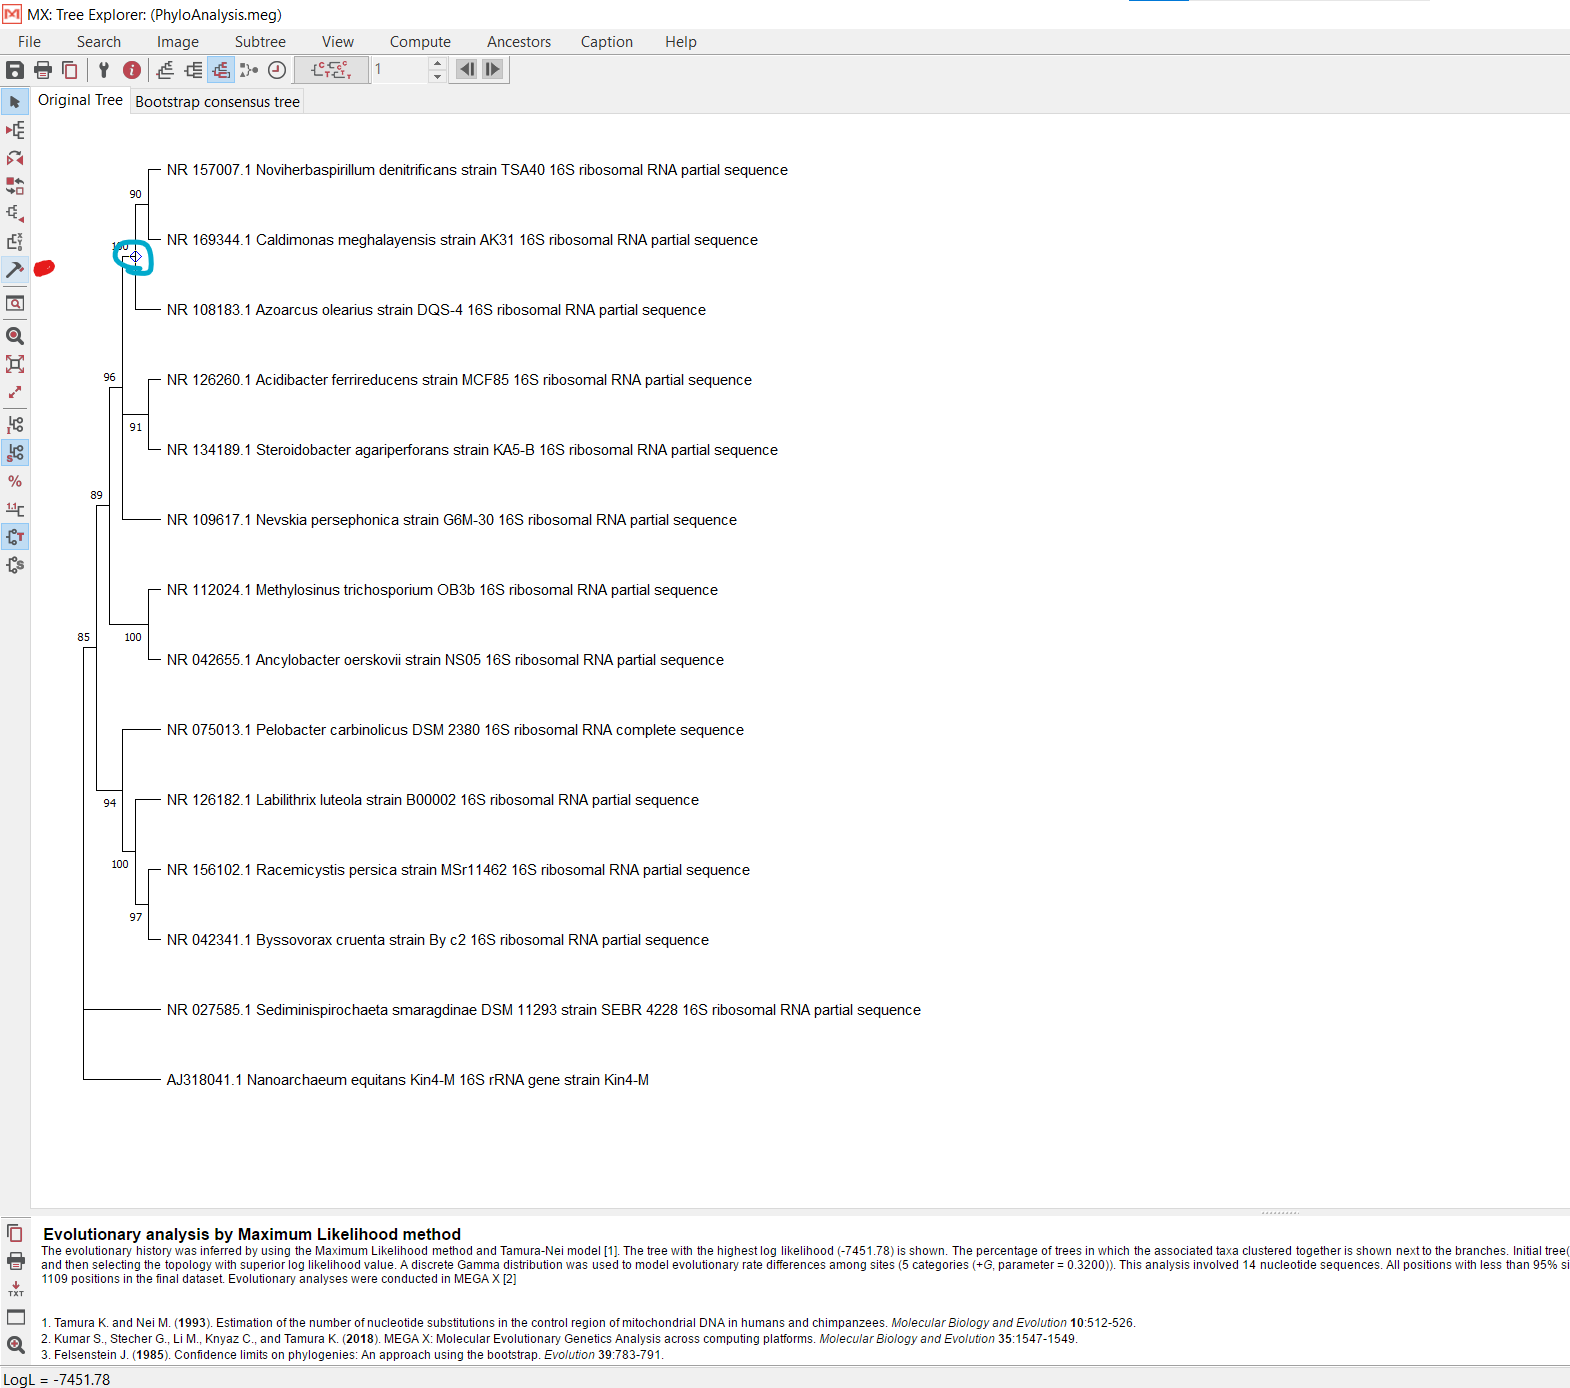 MX: Tree Explorer: (PhyloAnalysis.meg)
File Search Image Subtree View Compute Ancestors Caption Help
1
Original Tree Bootstrap consensus tree
NR 157007.1 Noviherbaspirillum denitrificans strain TSA40 16S ribosomal RNA partial sequence
90
NR 169344.1 Caldimonas meghalayensis strain AK31 16S ribosomal RNA partial sequence
100
NR 108183.1 Azoarcus olearius strain DQS-4 16S ribosomal RNA partial sequence
96
NR 126260.1 Acidibacter ferrireducens strain MCF85 16S ribosomal RNA partial sequence
91
NR 134189.1 Steroidobacter agariperforans strain KA5-B 16S ribosomal RNA partial sequence
89
NR 109617.1 Nevskia persephonica strain G6M-30 16S ribosomal RNA partial sequence
NR 112024.1 Methylosinus trichosporium OB3b 16S ribosomal RNA partial sequence
85
100
NR 042655.1 Ancylobacter oerskovii strain NS05 16S ribosomal RNA partial sequence
NR 075013.1 Pelobacter carbinolicus DSM 2380 16S ribosomal RNA complete sequence
94
NR 126182.1 Labilithrix luteola strain B00002 16S ribosomal RNA partial sequence
100
NR 156102.1 Racemicystis persica strain MSr11462 16S ribosomal RNA partial sequence
97
NR 042341.1 Byssovorax cruenta strain By c2 16S ribosomal RNA partial sequence
NR 027585.1 Sediminispirochaeta smaragdinae DSM 11293 strain SEBR 4228 16S ribosomal RNA partial sequence
AJ318041.1 Nanoarchaeum equitans Kin4-M 16S rRNA gene strain Kin4-M
Evolutionary analysis by Maximum Likelihood method
The evolutionary history was inferred by using the Maximum Likelihood method and Tamura-Nei model [1]. The tree with the highest log likelihood (-7451.78) is shown. The percentage of trees in which the associated taxa clustered together is shown next to the branches. Initial tree(
and then selecting the topology with superior log likelihood value. A discrete Gamma distribution was used to model evolutionary rate differences among sites (5 categories (+G, parameter = 0.3200)). This analysis involved 14 nucleotide sequences. All positions with less than 95% si
1109 positions in the final dataset. Evolutionary analyses were conducted in MEGA X [2]
TXT
1. Tamura K. and Nei M. (1993). Estimation of the number of nucleotide substitutions in the control region of mitochondrial DNA in humans and chimpanzees. Molecular Biology and Evolution 10:512-526.
2. Kumar S., Stecher G., Li M., Knyaz C., and Tamura K. (2018). MEGA X: Molecular Evolutionary Genetics Analysis across computing platforms. Molecular Biology and Evolution 35:1547-1549.
3. Felsenstein J. (1985). Confidence limits on phylogenies: An approach using the bootstrap. Evolution 39:783-791.
LogL = -7451.78